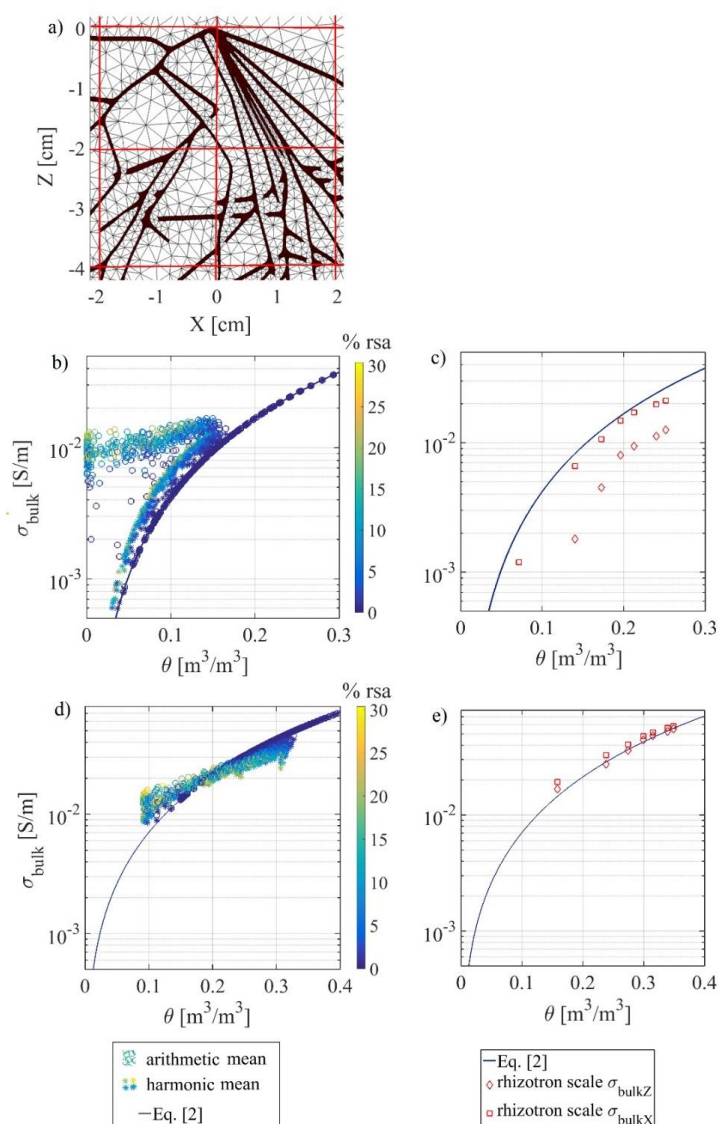 a)
0
-1
-2
-3
-4
Z [cm]
-2 -1 0 1 2
X [cm]
b)
% rsa
30
25
20
15
10
5
0
10⁻²
10⁻³
σbulk [S/m]
0 0.1 0.2 0.3
θ [m³/m³]
c)
10⁻²
10⁻³
0 0.1 0.2 0.3
θ [m³/m³]
d)
% rsa
30
25
20
15
10
5
0
10⁻²
10⁻³
σbulk [S/m]
0 0.1 0.2 0.3 0.4
θ [m³/m³]
e)
10⁻²
10⁻³
0 0.1 0.2 0.3 0.4
θ [m³/m³]
arithmetic mean
harmonic mean
Eq. [2]
Eq. [2]
rhizotron scale σbulkZ
rhizotron scale σbulkX